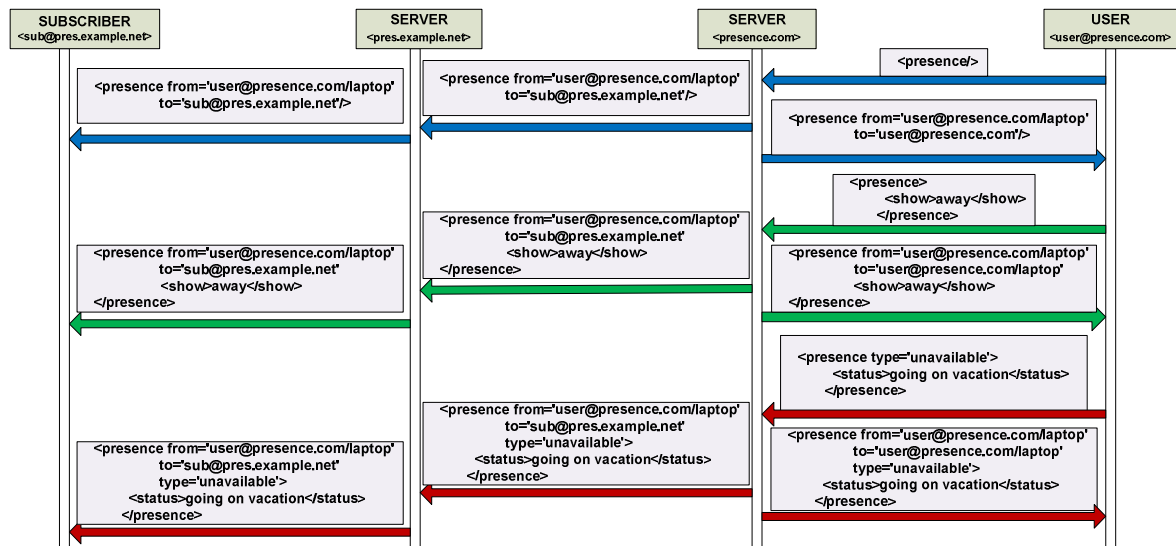 SUBSCRIBER
<sub@pres.example.net>
SERVER
<pres.example.net>
SERVER
<presence.com>
USER
<user@presence.com>
<presence/>
<presence from='user@presence.com/laptop'
to='sub@pres.example.net'/>
<presence from='user@presence.com/laptop'
to='sub@pres.example.net'/>
<presence from='user@presence.com/laptop'
to='user@presence.com'/>
<presence>
<show>away</show>
</presence>
<presence from='user@presence.com/laptop'
to='sub@pres.example.net'
<show>away</show>
</presence>
<presence from='user@presence.com/laptop'
to='sub@pres.example.net'
<show>away</show>
</presence>
<presence from='user@presence.com/laptop'
to='user@presence.com/laptop'
<show>away</show>
</presence>
<presence type='unavailable'>
<status>going on vacation</status>
</presence>
<presence from='user@presence.com/laptop'
to='sub@pres.example.net'
type='unavailable'>
<status>going on vacation</status>
</presence>
<presence from='user@presence.com/laptop'
to='sub@pres.example.net'
type='unavailable'>
<status>going on vacation</status>
</presence>
<presence from='user@presence.com/laptop'
to='user@presence.com/laptop'
type='unavailable'>
<status>going on vacation</status>
</presence>